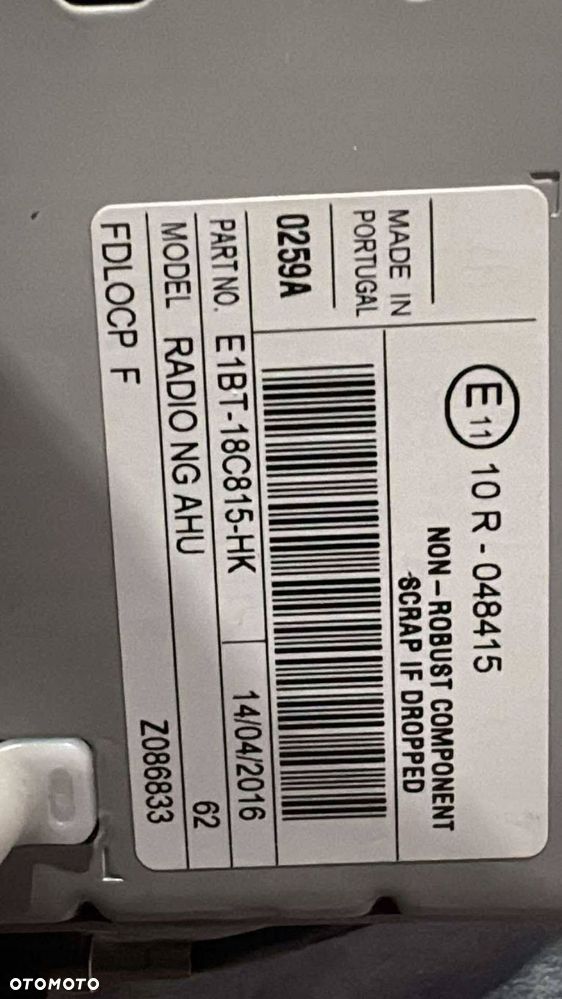 MADE IN
PORTUGAL
E 11 10 R - 048415
NON-ROBUST COMPONENT
SCRAP IF DROPPED
0259A
PART NO. E1BT-18C815-HK 14/04/2016
MODEL RADIO NG AHU 62
FDLOCP F Z086833
OTOMOTO